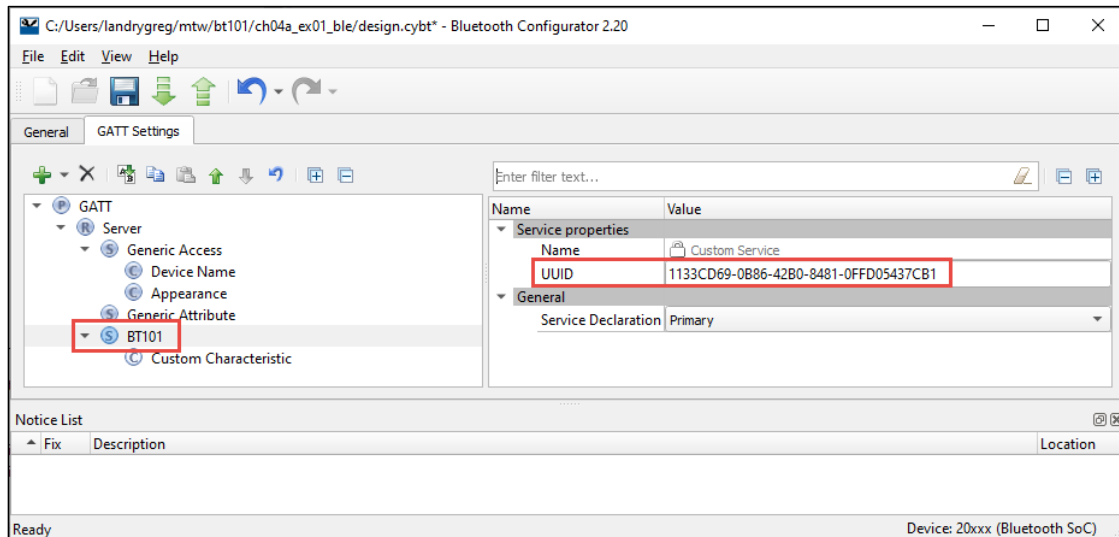 C:/Users/landrygreg/mtw/bt101/ch04a_ex01_ble/design.cybt* - Bluetooth Configurator 2.20
File Edit View Help
General GATT Settings
Enter filter text...
P GATT
R Server
S Generic Access
C Device Name
C Appearance
S Generic Attribute
S BT101
C Custom Characteristic
Name Value
Service properties
Name Custom Service
UUID 1133CD69-0B86-42B0-8481-0FFD05437CB1
General
Service Declaration Primary
Notice List
Fix Description Location
Ready Device: 20xxx (Bluetooth SoC)